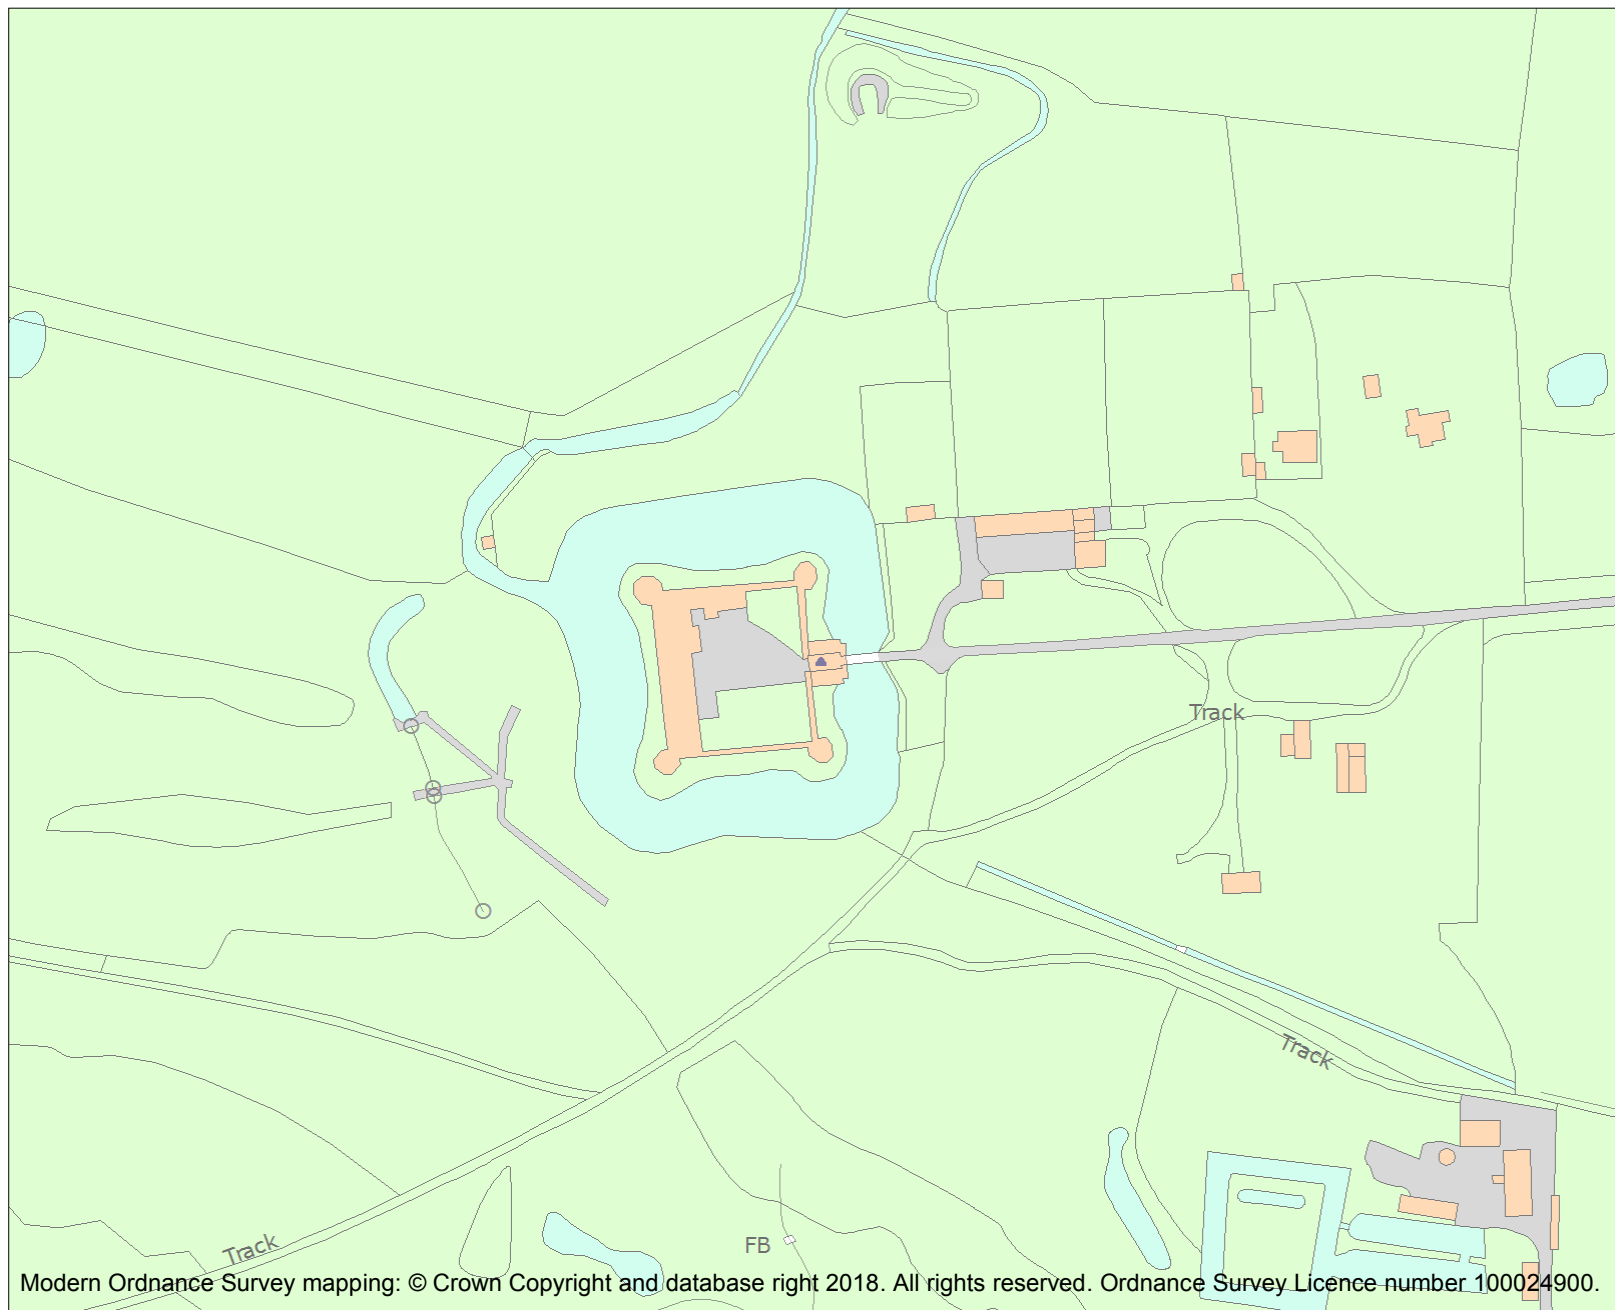 Track
Track
Track
FB
Modern Ordnance Survey mapping: © Crown Copyright and database right 2018. All rights reserved. Ordnance Survey Licence number 100024900.